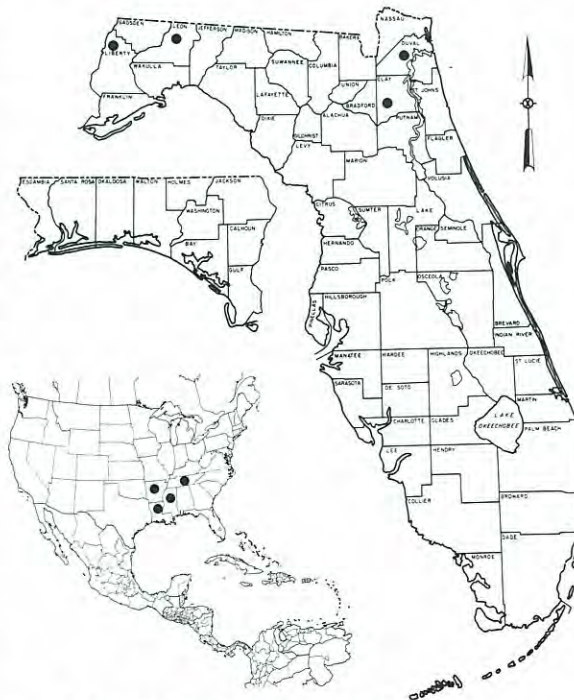 NASSAU
GADSDEN
LEON
JEFFERSON
MADISON
HAMILTON
BAKER
DUVAL
LIBERTY
WAKULLA
TAYLOR
SUWANNEE
COLUMBIA
CLAY
UNION
ST JOHNS
FRANKLIN
LAFAYETTE
BRADFORD
PUTNAM
DIXIE
GILCHRIST
ALACHUA
LEVY
FLAGLER
MARION
VOLUSIA
ESCAMBIA
SANTA ROSA
OKALOOSA
WALTON
HOLMES
JACKSON
WASHINGTON
BAY
CALHOUN
GULF
CITRUS
SUMTER
LAKE
HERNANDO
ORANGE
SEMINOLE
PASCO
POLK
OSCEOLA
HILLSBOROUGH
PINELLAS
BREVARD
INDIAN RIVER
MANATEE
HARDEE
HIGHLANDS
OKEECHOBEE
ST LUCIE
SARASOTA
DE SOTO
MARTIN
CHARLOTTE
GLADES
LAKE
OKEECHOBEE
PALM BEACH
LEE
HENDRY
COLLIER
BROWARD
DADE
MONROE